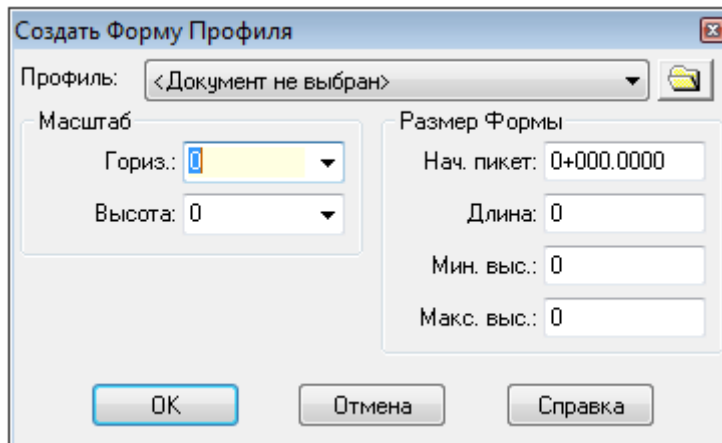 Создать Форму Профиля
Профиль: <Документ не выбран>
Масштаб
Гориз.: 0
Высота: 0
Размер Формы
Нач. пикет: 0+000.0000
Длина: 0
Мин. выс.: 0
Макс. выс.: 0
OK Отмена Справка